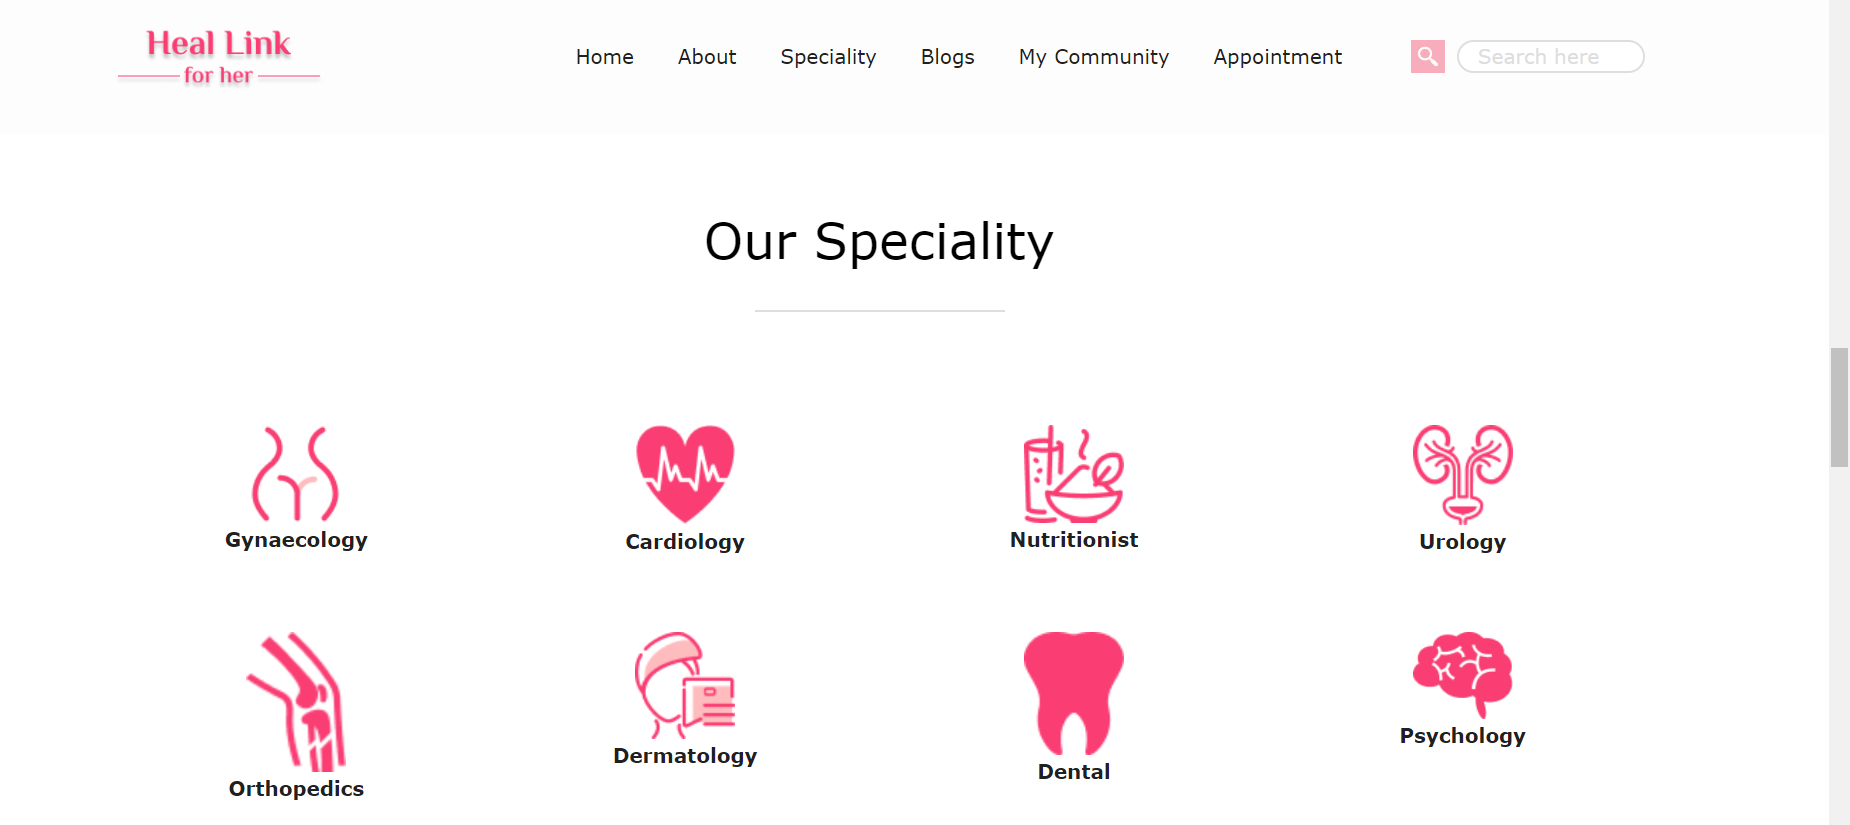 Heal Link
for her
Home About Speciality Blogs My Community Appointment Search here
Our Speciality
Gynaecology Cardiology Nutritionist Urology
Orthopedics Dermatology Dental Psychology